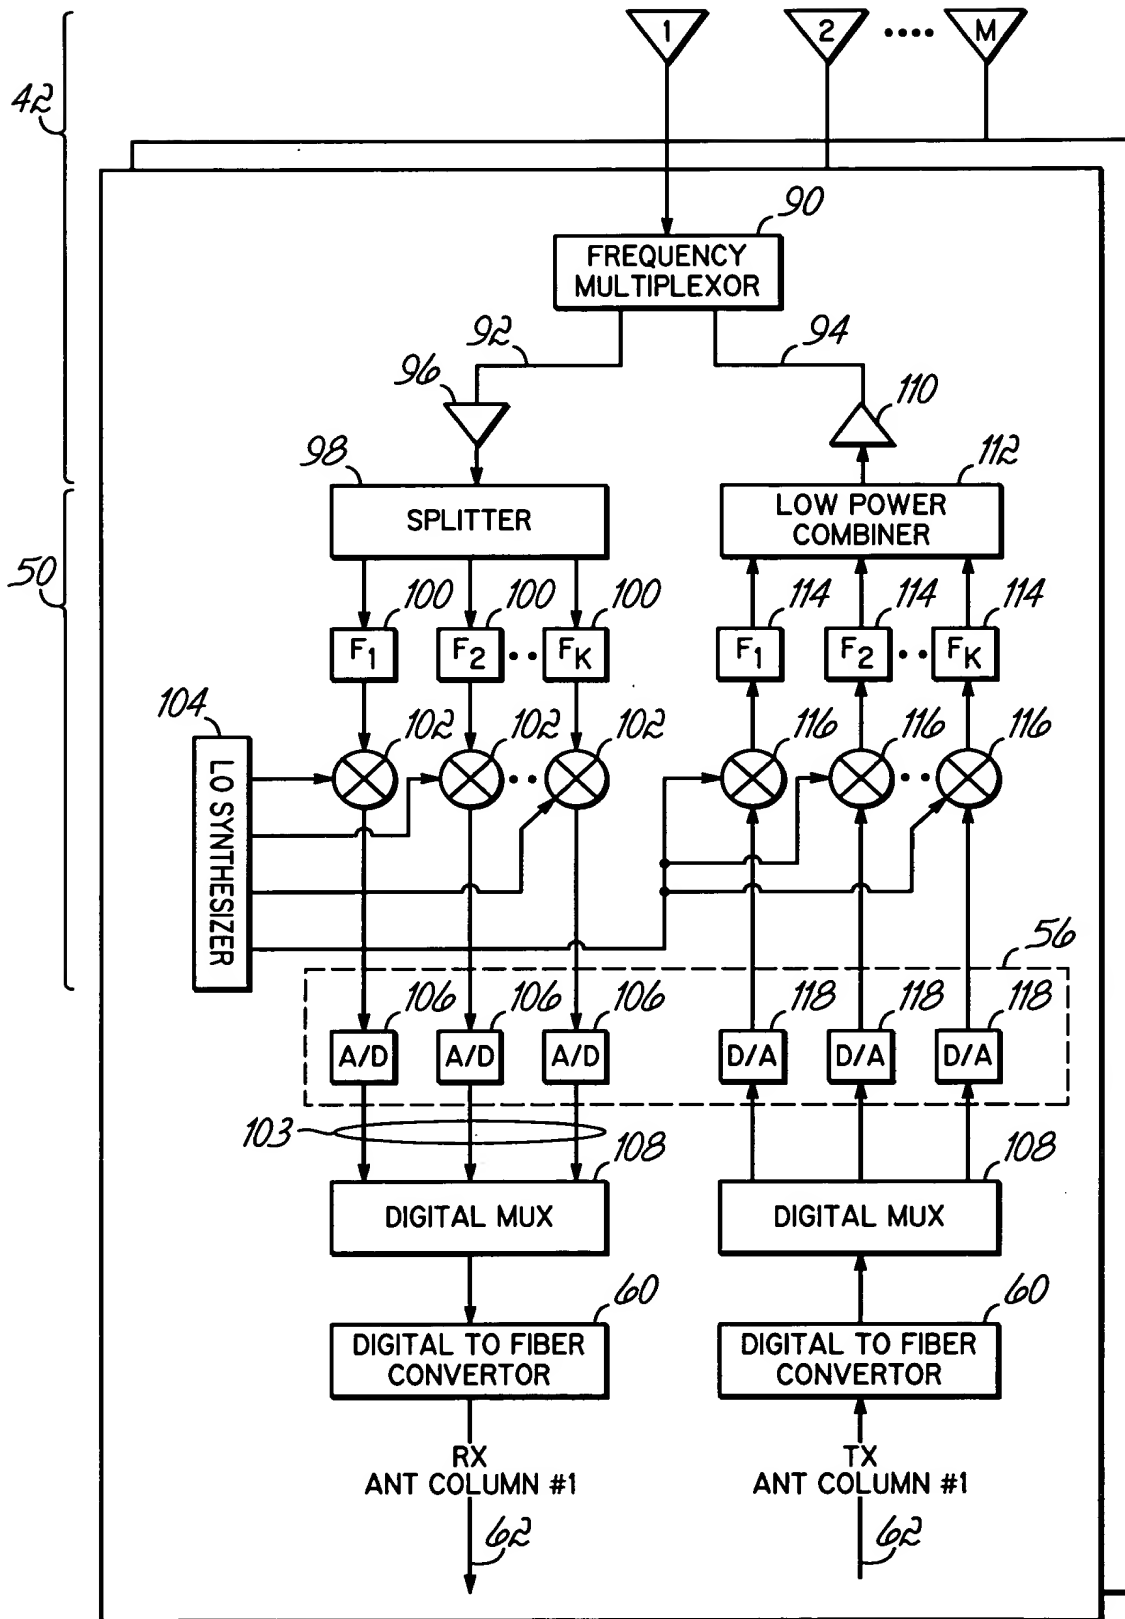 1 2 M
42
90
FREQUENCY
MULTIPLEXOR
92 94
96 110
98 112
SPLITTER
LOW POWER
COMBINER
50
100 100 100 114 114 114
F1 F2 FK F1 F2 FK
104
102 102 102 116 116 116
LO SYNTHESIZER
56
106 106 106 118 118 118
A/D A/D A/D D/A D/A D/A
103
108 108
DIGITAL MUX DIGITAL MUX
60 60
DIGITAL TO FIBER
CONVERTOR
DIGITAL TO FIBER
CONVERTOR
RX
ANT COLUMN #1
TX
ANT COLUMN #1
62 62